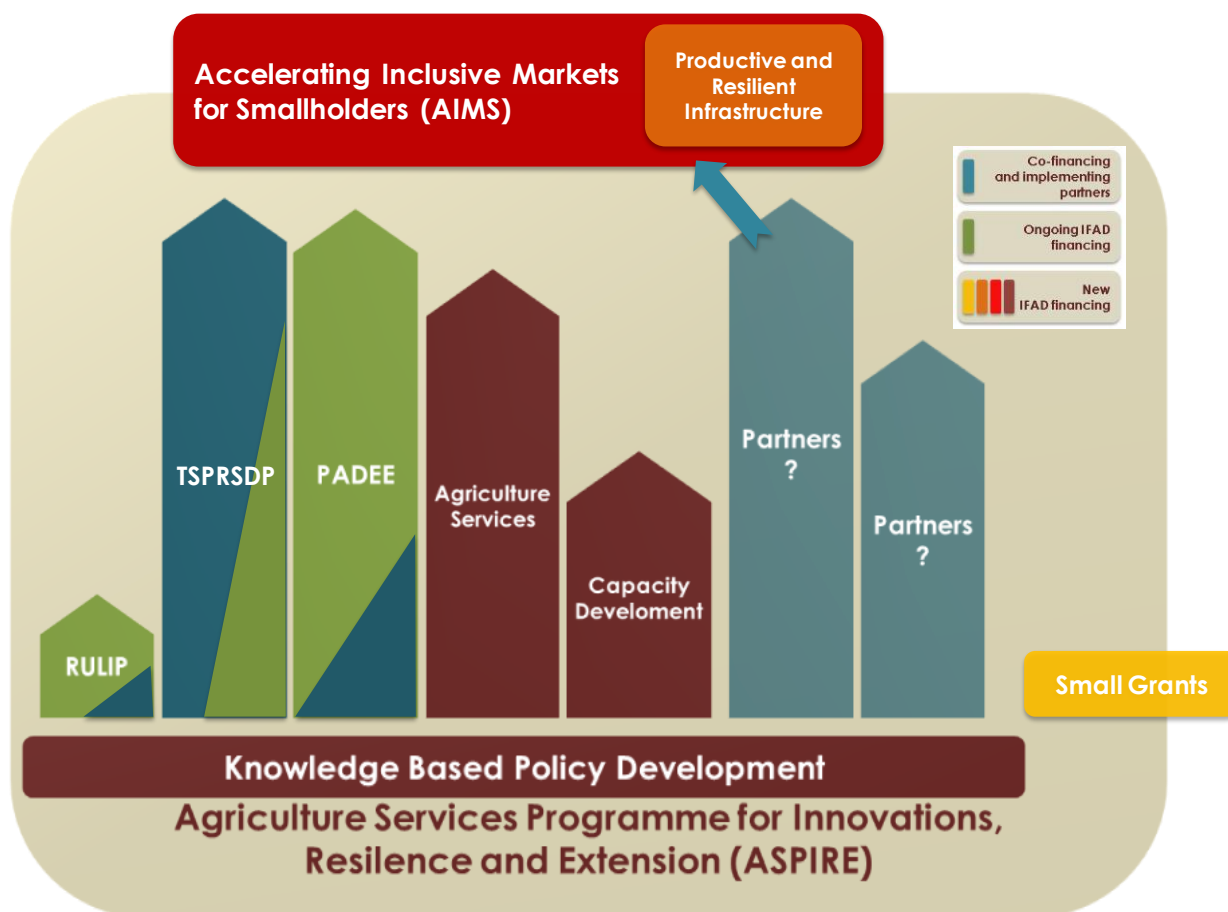 Accelerating Inclusive Markets
for Smallholders (AIMS)
Productive and
Resilient
Infrastructure
Co-financing
and implementing
partners
Ongoing IFAD
financing
New
IFAD financing
RULIP
TSPRSDP
PADEE
Agriculture
Services
Capacity
Develoment
Partners
?
Partners
?
Small Grants
Knowledge Based Policy Development
Agriculture Services Programme for Innovations,
Resilence and Extension (ASPIRE)